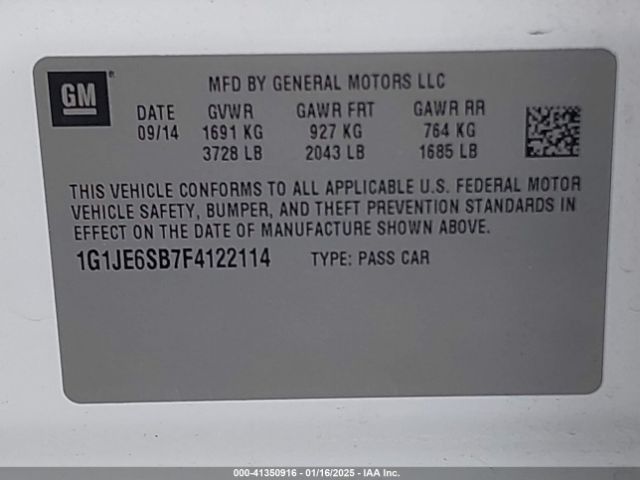 GM®
MFD BY GENERAL MOTORS LLC
DATE GVWR GAWR FRT GAWR RR
09/14 1691 KG 927 KG 764 KG
3728 LB 2043 LB 1685 LB
THIS VEHICLE CONFORMS TO ALL APPLICABLE U.S. FEDERAL MOTOR
VEHICLE SAFETY, BUMPER, AND THEFT PREVENTION STANDARDS IN
EFFECT ON THE DATE OF MANUFACTURE SHOWN ABOVE.
1G1JE6SB7F4122114 TYPE: PASS CAR
000-41350916 - 01/16/2025 - IAA Inc.